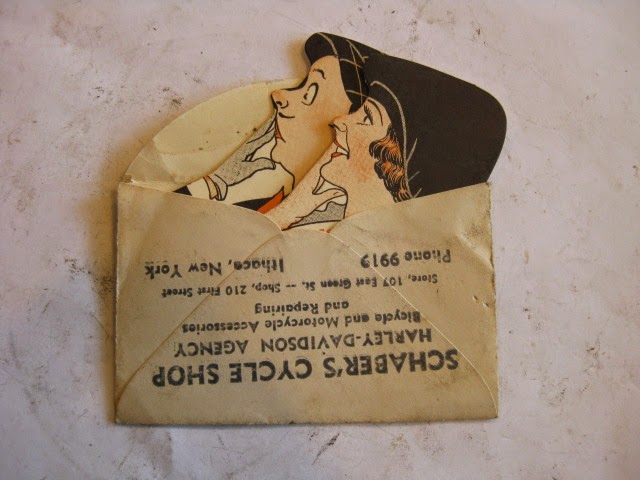 SCHABER'S CYCLE SHOP
HARLEY-DAVIDSON AGENCY
Bicycle and Motorcycle Accessories
and Repairing
Store, 107 East Green St. -- Shop, 210 First Street
Phone 9919 Ithaca, New York